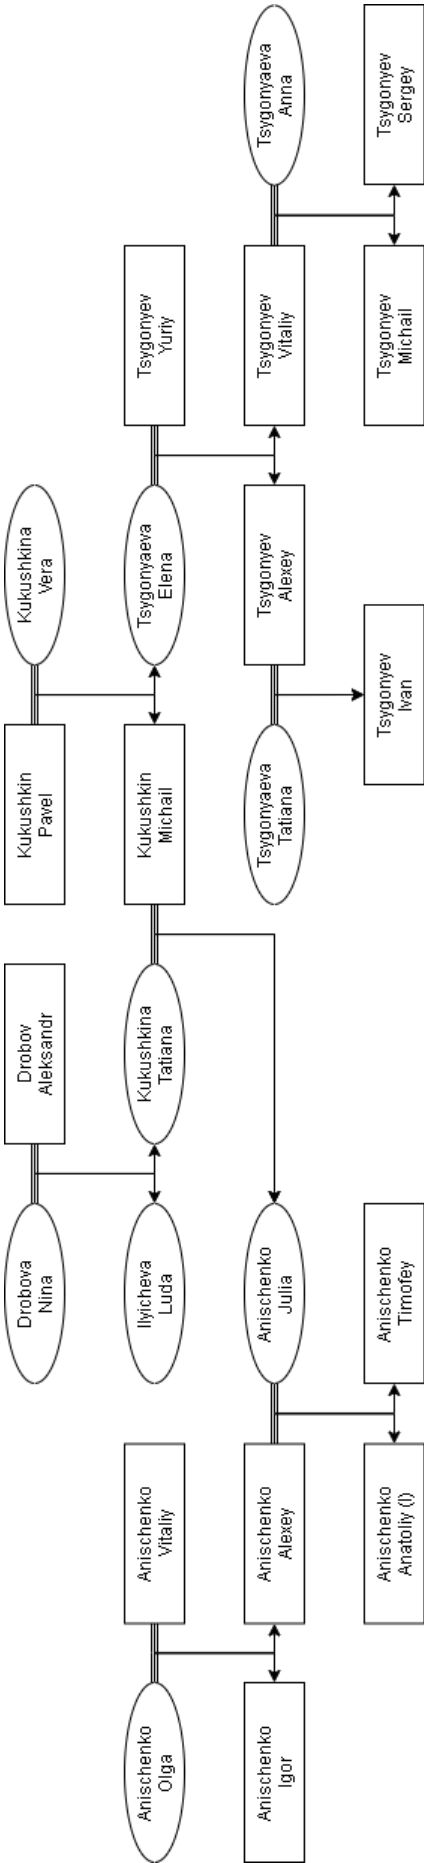 Drobova
Nina
Drobov
Aleksandr
Kukushkin
Pavel
Kukushkina
Vera
Anischenko
Olga
Anischenko
Vitaliy
Ilyicheva
Luda
Kukushkina
Tatiana
Kukushkin
Michail
Tsygonyaeva
Elena
Tsygonyev
Yuriy
Anischenko
Igor
Anischenko
Alexey
Anischenko
Julia
Tsygonyaeva
Tatiana
Tsygonyev
Alexey
Tsygonyev
Vitaliy
Tsygonyaeva
Anna
Anischenko
Anatoliy (I)
Anischenko
Timofey
Tsygonyev
Ivan
Tsygonyev
Michail
Tsygonyev
Sergey